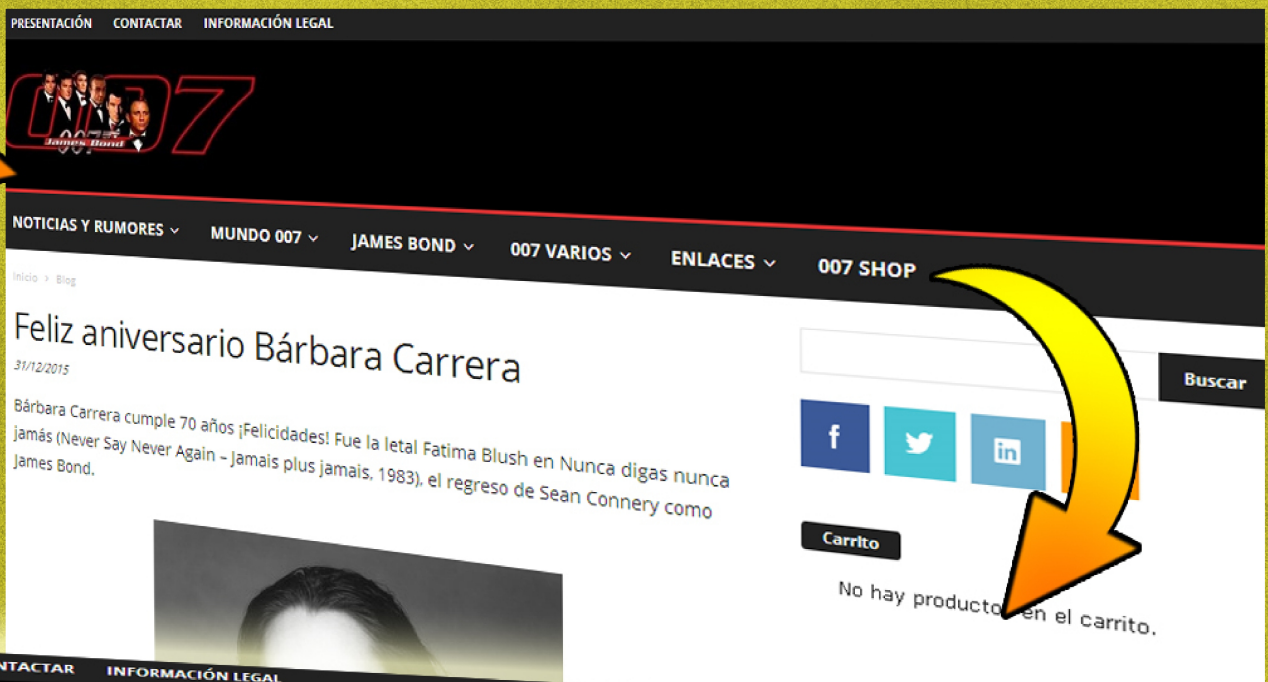 PRESENTACIÓN CONTACTAR INFORMACIÓN LEGAL
007
007
James Bond
NOTICIAS Y RUMORES MUNDO 007 JAMES BOND 007 VARIOS ENLACES 007 SHOP
Inicio > Blog
Feliz aniversario Bárbara Carrera
31/12/2015
Bárbara Carrera cumple 70 años ¡Felicidades! Fue la letal Fatima Blush en Nunca digas nunca
jamás (Never Say Never Again – Jamais plus jamais, 1983), el regreso de Sean Connery como
James Bond.
Buscar
f
in
Carrito
No hay productos en el carrito.
NTACTAR INFORMACIÓN LEGAL